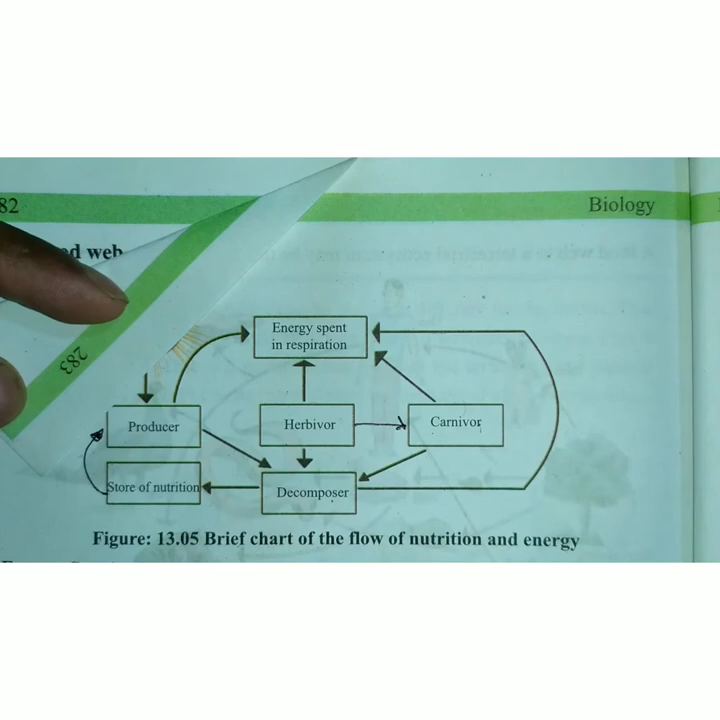 82
Biology
ed web
283
Energy spent
in respiration
Producer
Herbivor
Carnivor
Store of nutrition
Decomposer
Figure: 13.05 Brief chart of the flow of nutrition and energy